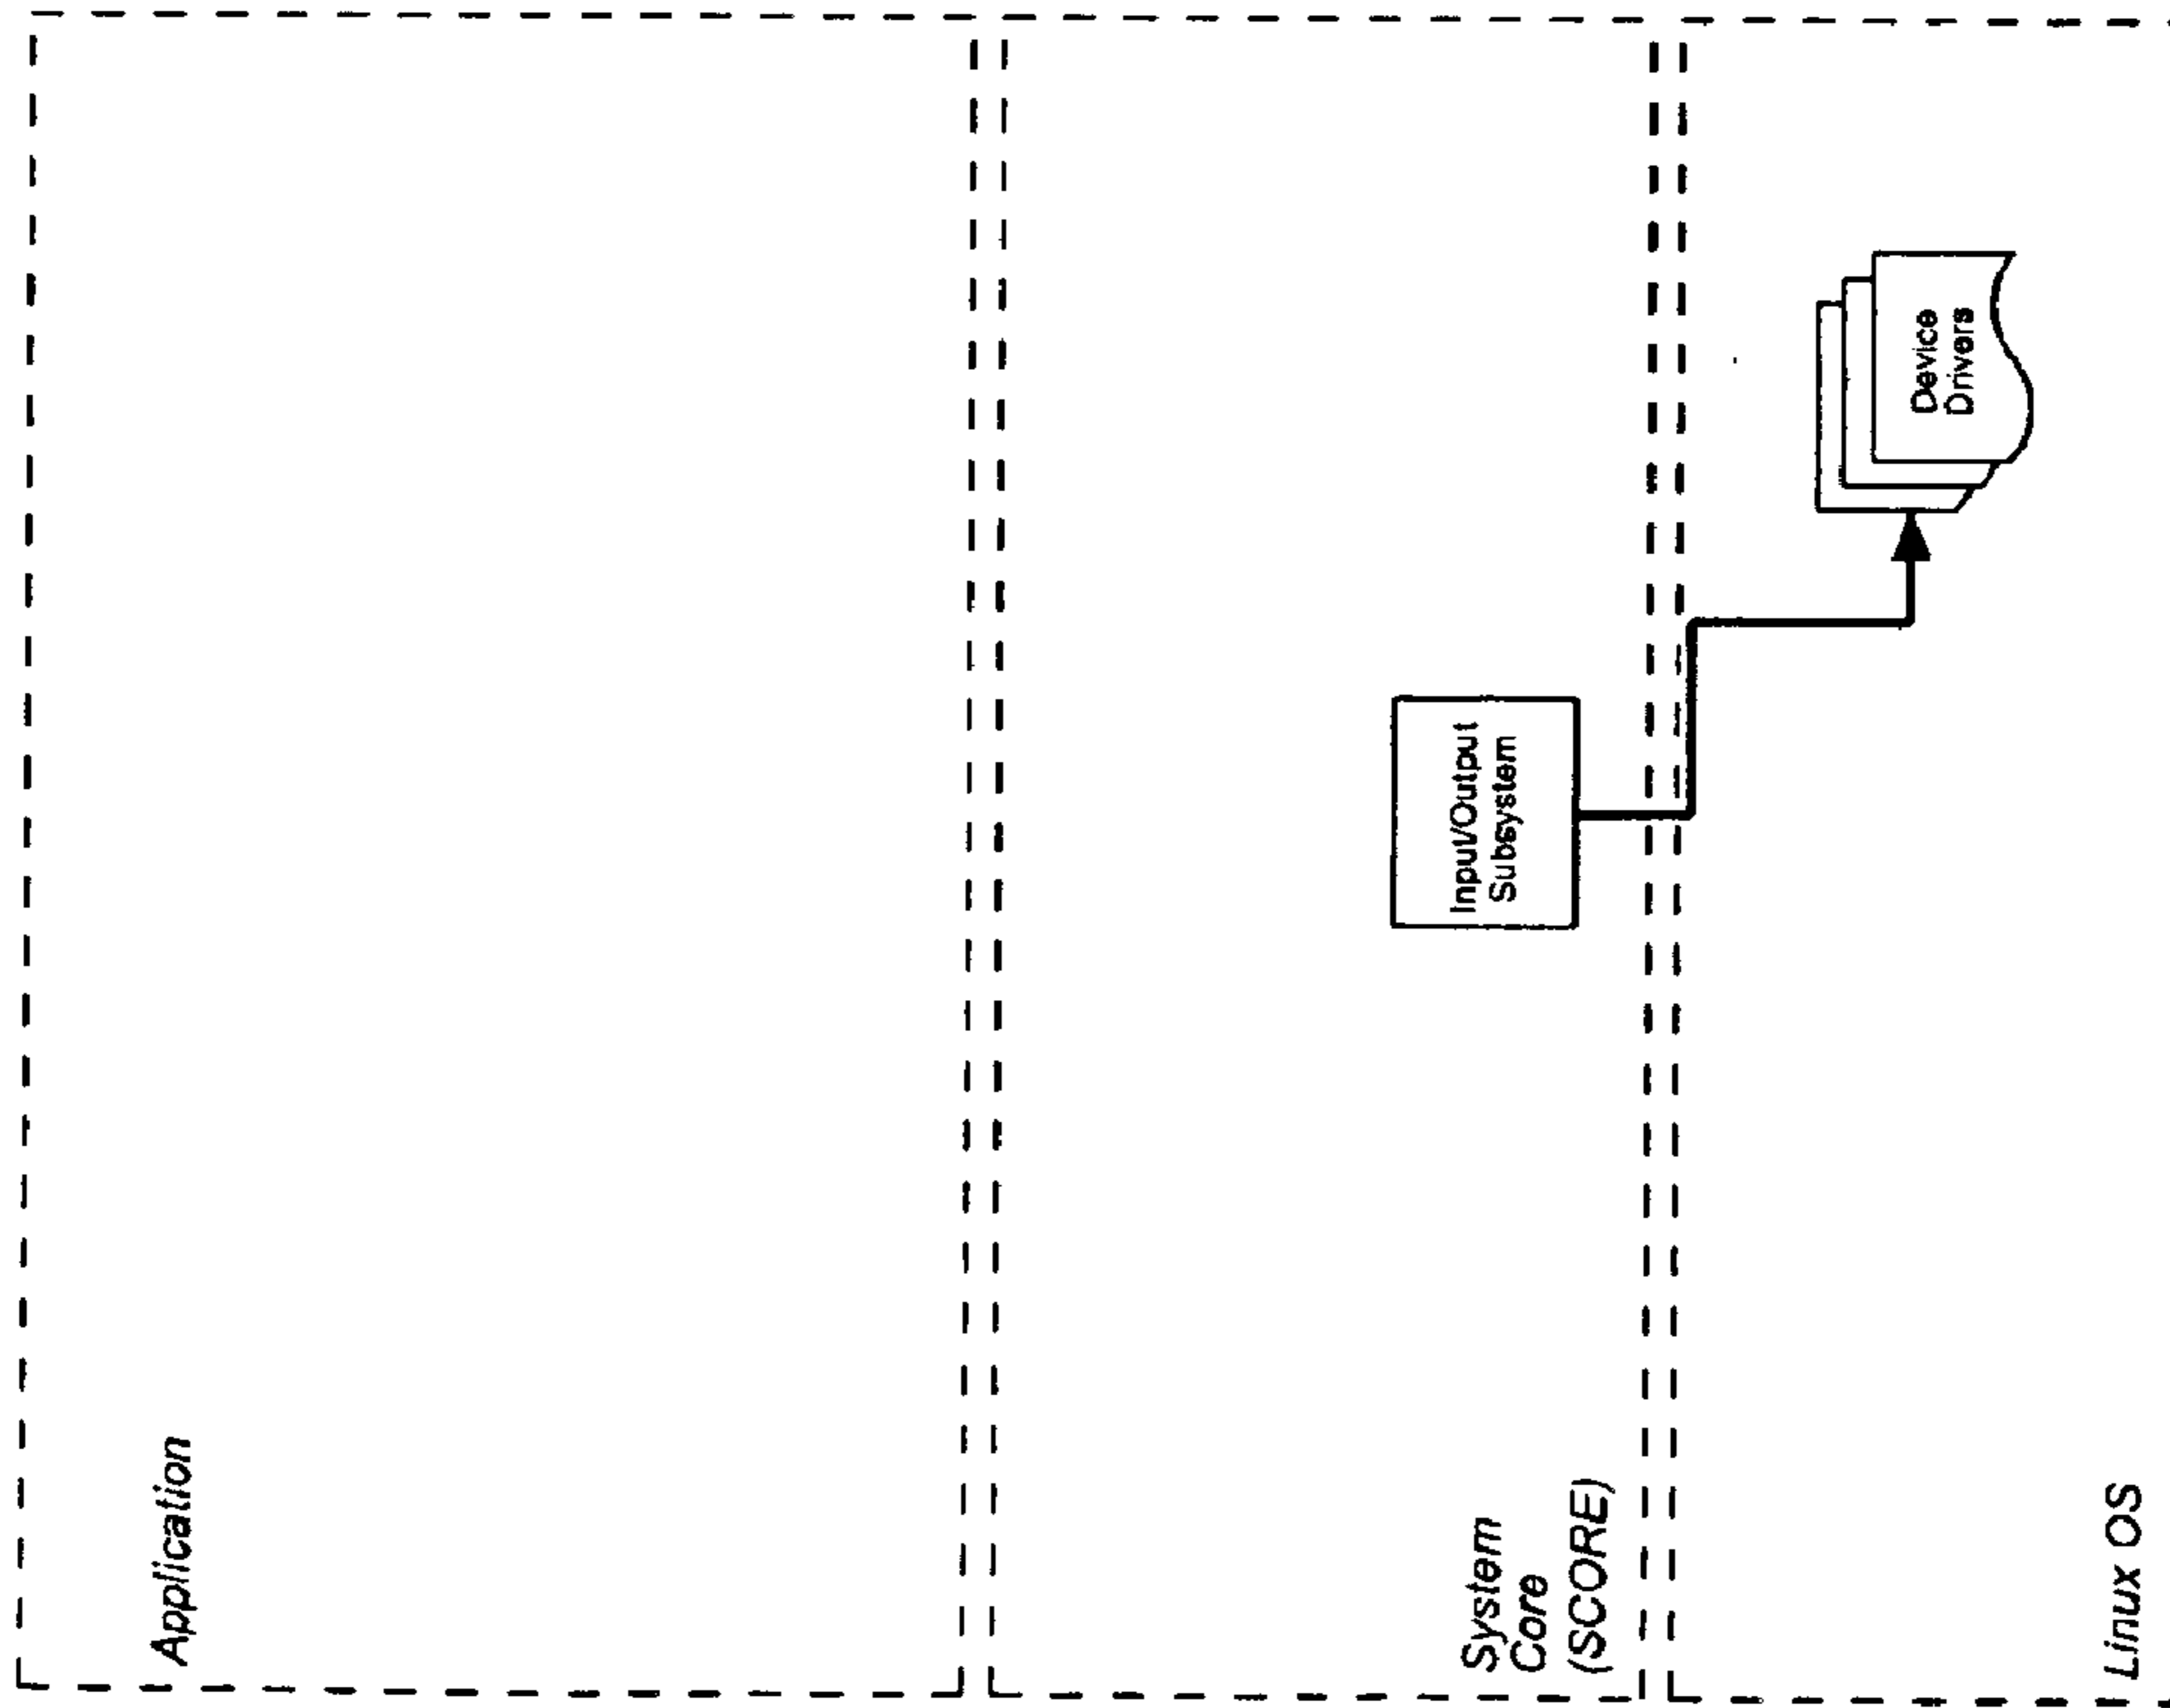 Application
Input/Output
Subsystem
System
Core
(SCORE)
Device
Drivers
Linux OS